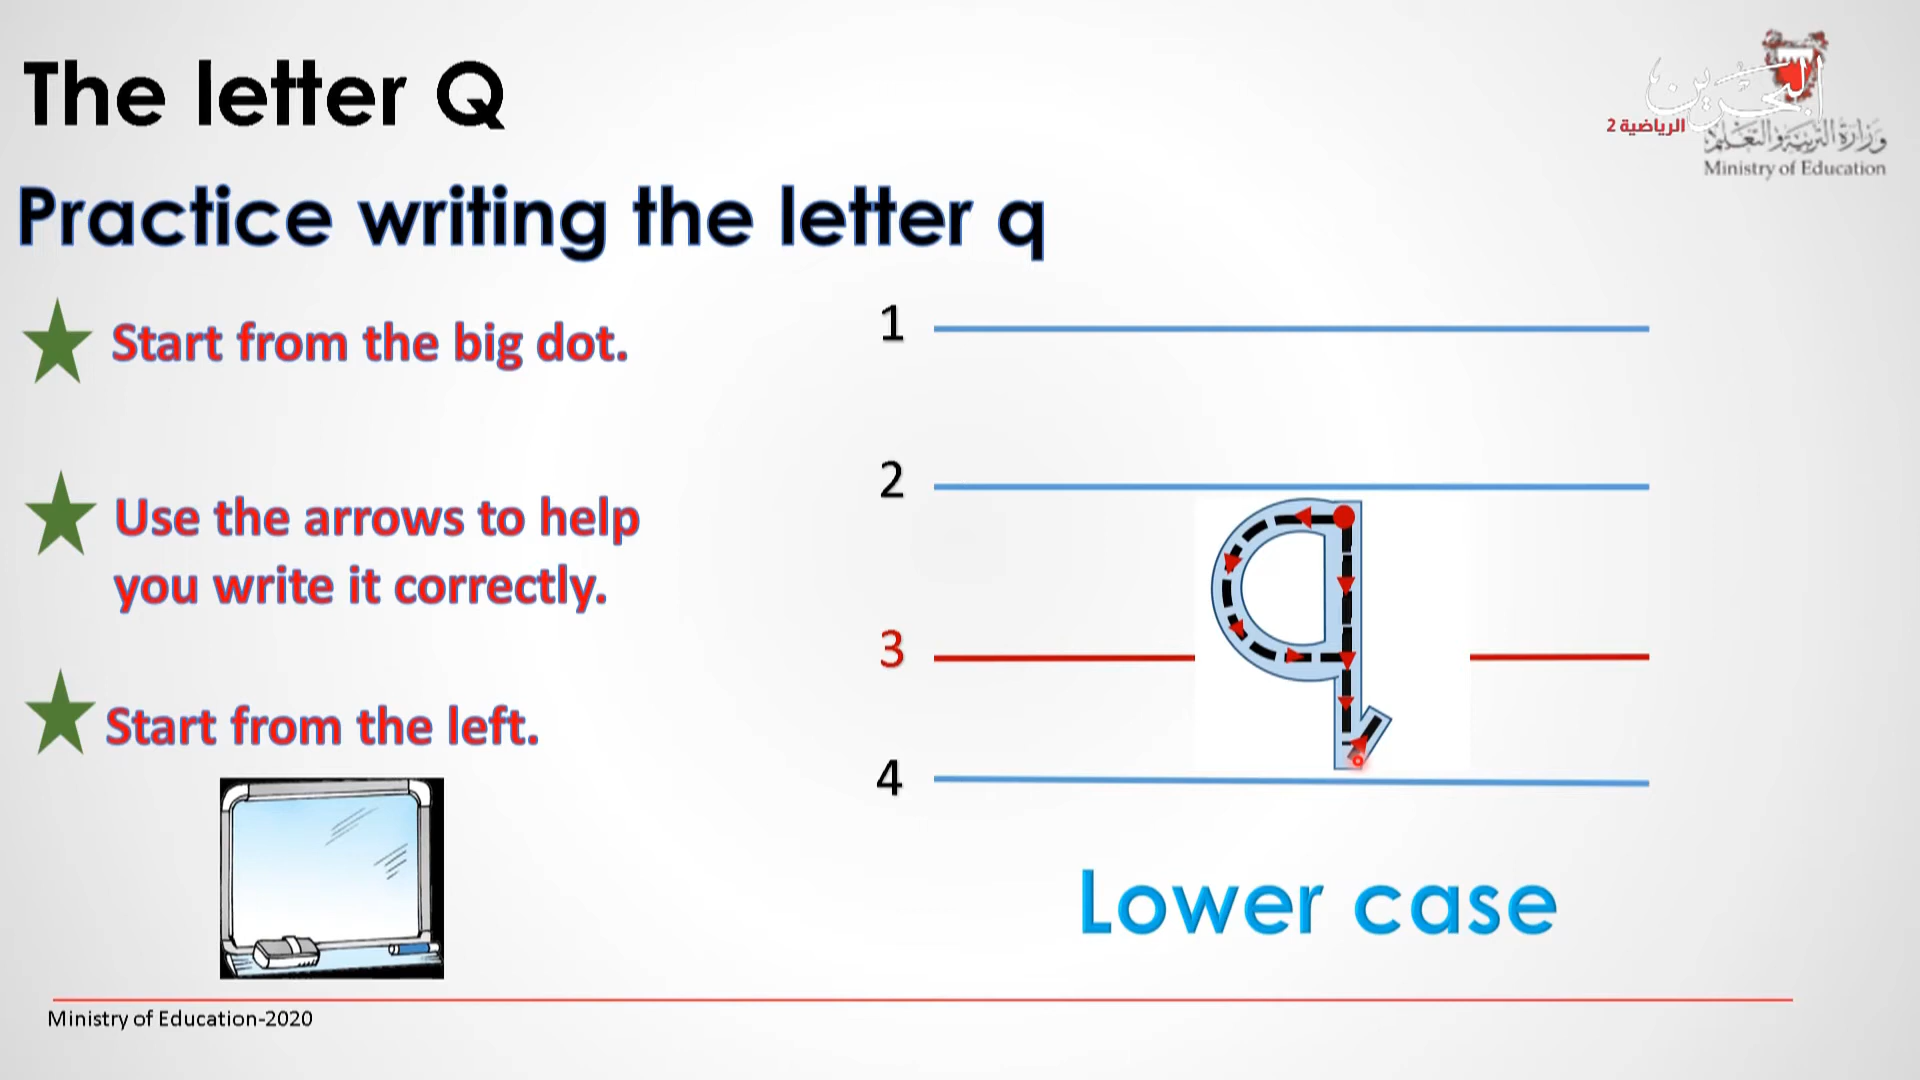 The letter Q
البحرين
الرياضية 2
وزارة التربية والتعليم
Ministry of Education
Practice writing the letter q
Start from the big dot.
Use the arrows to help
you write it correctly.
Start from the left.
1
2
3
4
q
Lower case
Ministry of Education-2020